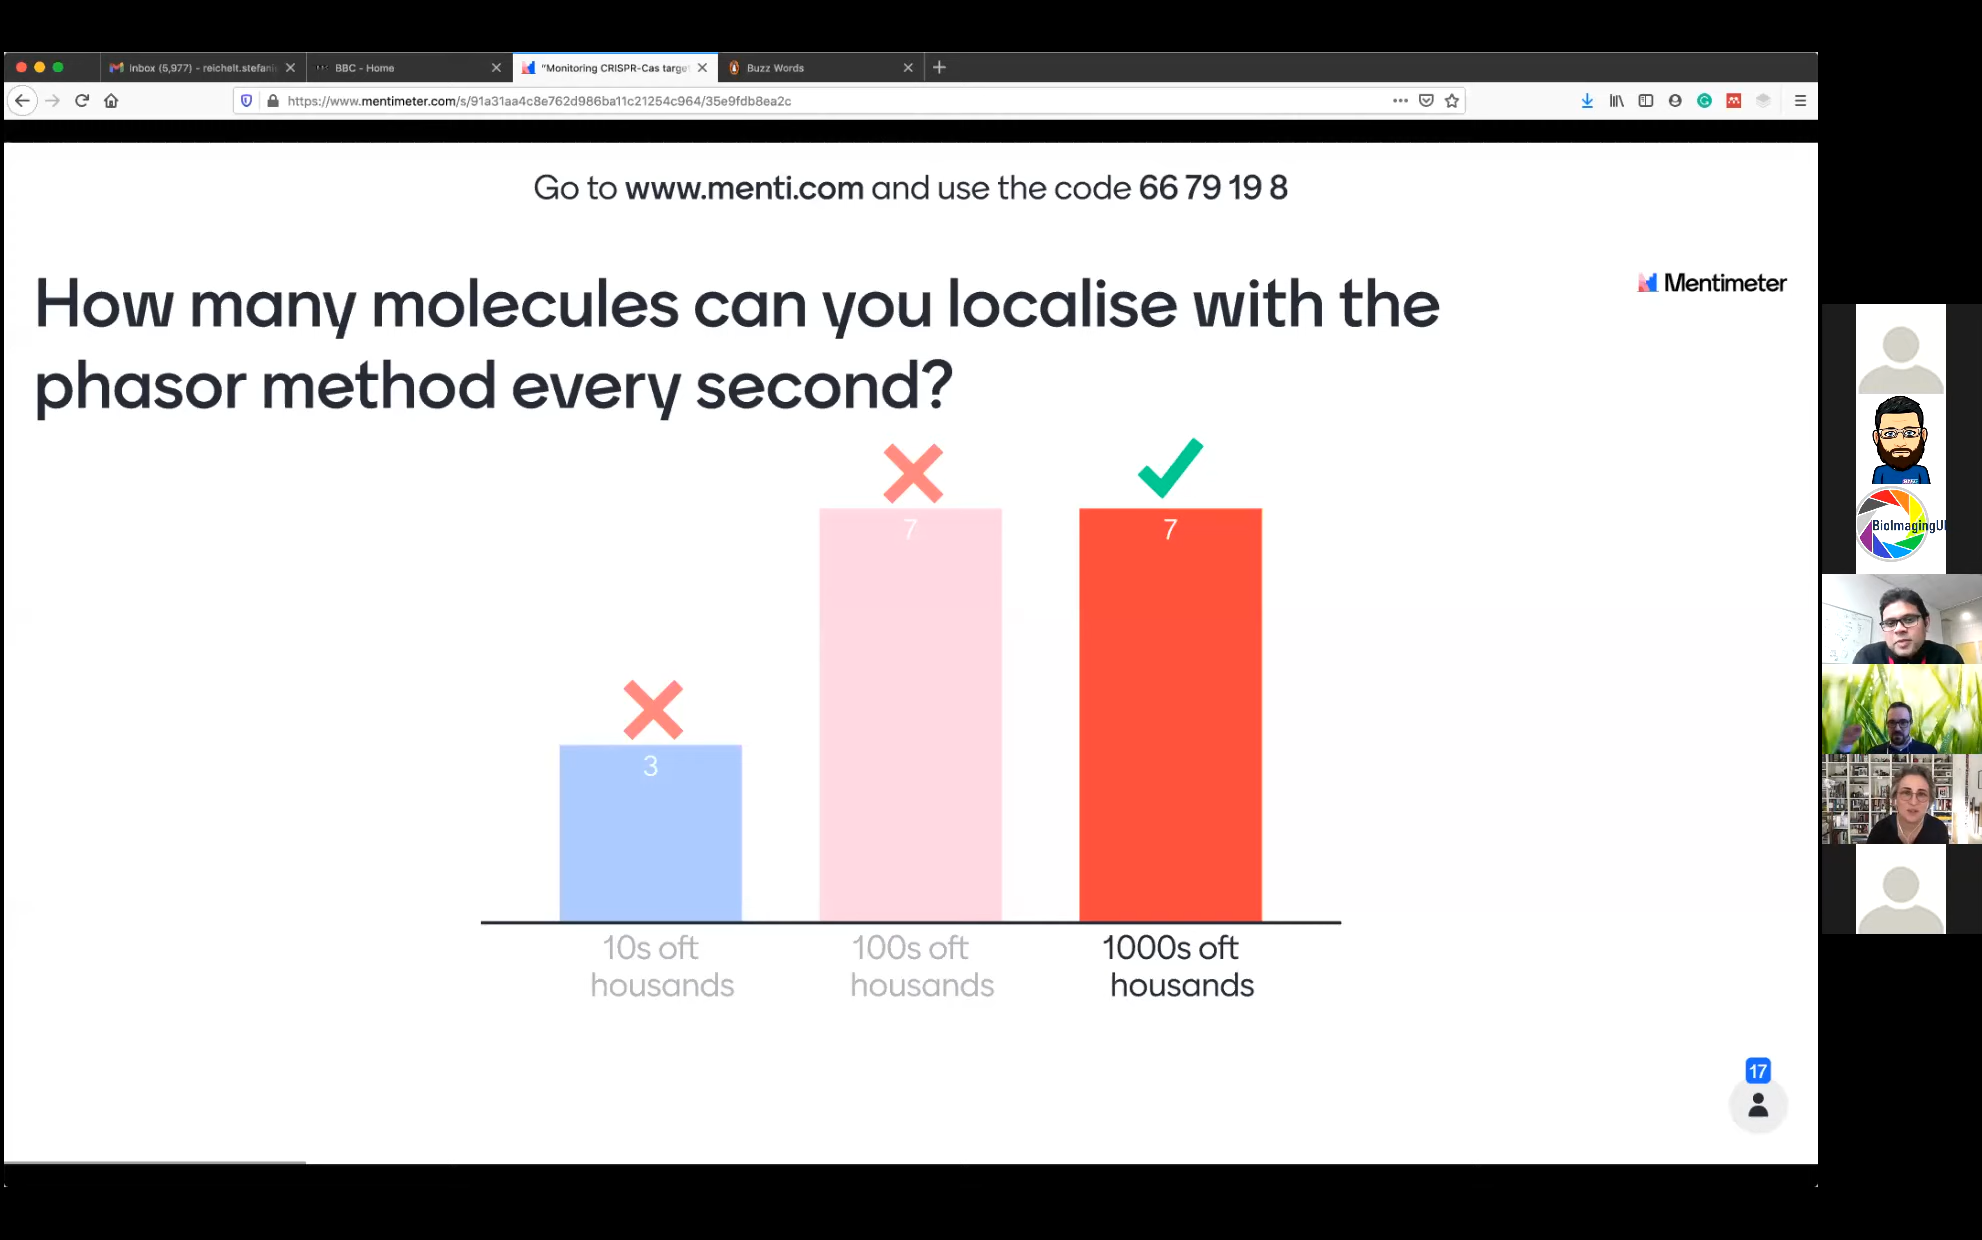 Inbox (5,977) - reichelt.stefani
BBC - Home
"Monitoring CRISPR-Cas targe
Buzz Words
https://www.mentimeter.com/s/91a31aa4c8e762d986ba11c21254c964/35e9fdb8ea2c
Go to www.menti.com and use the code 66 79 19 8
Mentimeter
How many molecules can you localise with the
phasor method every second?
7
7
3
10s oft
housands
100s oft
housands
1000s oft
housands
17
BioImagingU